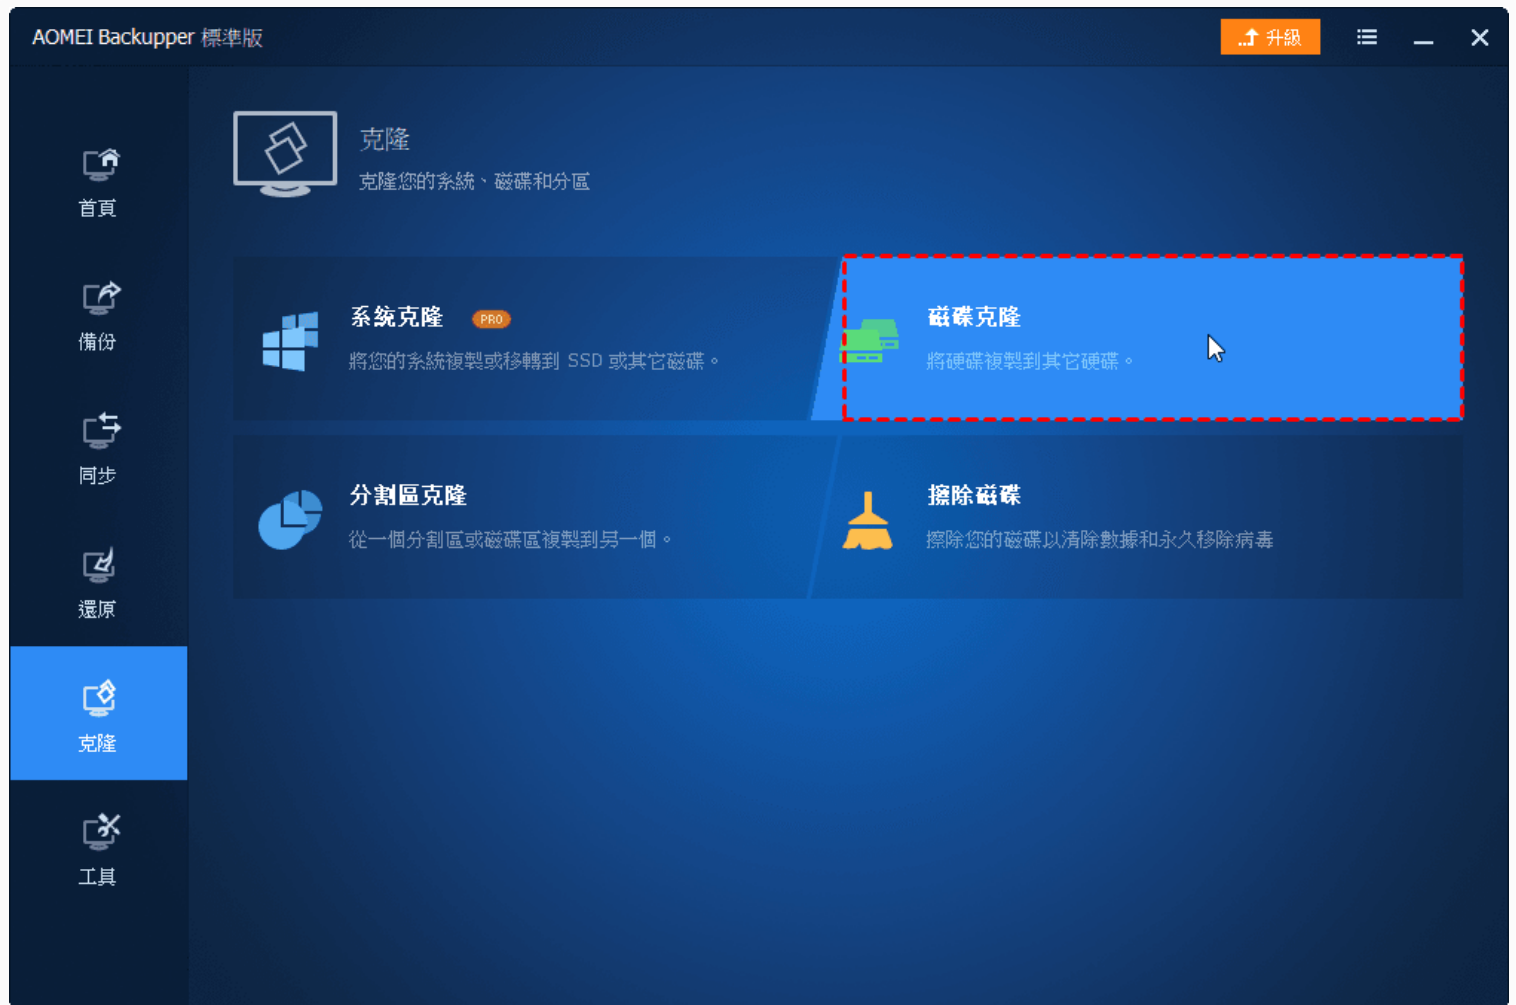 AOMEI Backupper 標準版
升級
首頁
備份
同步
還原
克隆
工具
克隆
克隆您的系統、磁碟和分區
系統克隆 PRO
將您的系統複製或移轉到 SSD 或其它磁碟。
磁碟克隆
將硬碟複製到其它硬碟。
分割區克隆
從一個分割區或磁碟區複製到另一個。
擦除磁碟
擦除您的磁碟以清除數據和永久移除病毒